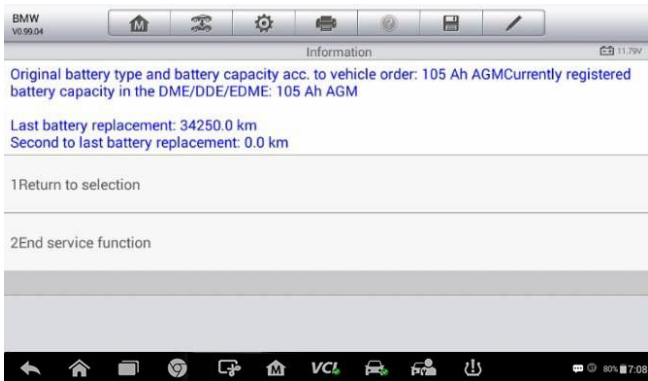 BMW
V0.99.04
M
Information
11.79V
Original battery type and battery capacity acc. to vehicle order: 105 Ah AGMCurrently registered
battery capacity in the DME/DDE/EDME: 105 Ah AGM
Last battery replacement: 34250.0 km
Second to last battery replacement: 0.0 km
1Return to selection
2End service function
M VCI 80% 7:08